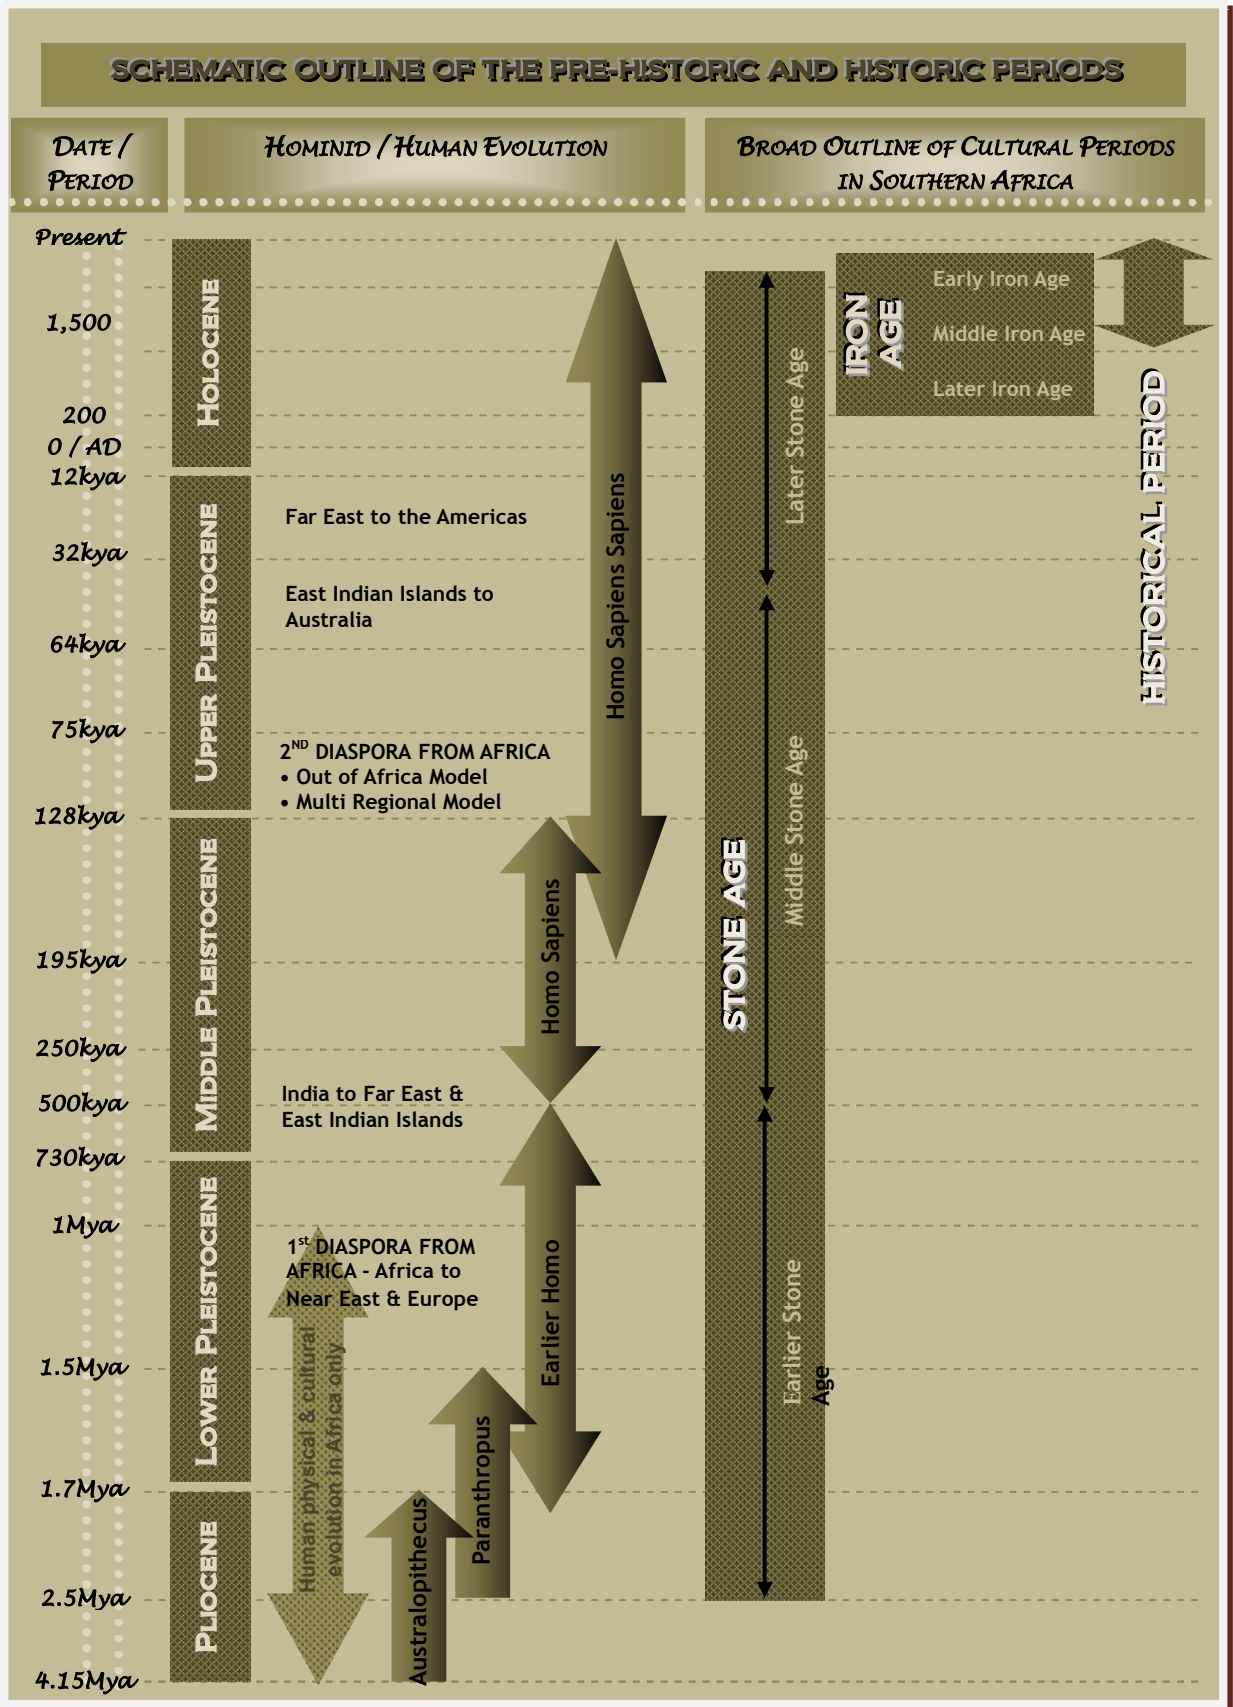 SCHEMATIC OUTLINE OF THE PRE-HISTORIC AND HISTORIC PERIODS
DATE /
PERIOD
HOMINID / HUMAN EVOLUTION
BROAD OUTLINE OF CULTURAL PERIODS
IN SOUTHERN AFRICA
Present
1,500
200
0 / AD
12kya
32kya
64kya
75kya
128kya
195kya
250kya
500kya
730kya
1Mya
1.5Mya
1.7Mya
2.5Mya
4.15Mya
HOLOCENE
UPPER PLEISTOCENE
MIDDLE PLEISTOCENE
LOWER PLEISTOCENE
PLIOCENE
Far East to the Americas
East Indian Islands to
Australia
2ND DIASPORA FROM AFRICA
• Out of Africa Model
• Multi Regional Model
India to Far East &
East Indian Islands
1st DIASPORA FROM
AFRICA - Africa to
Near East & Europe
Human physical & cultural
evolution in Africa only
Australopithecus
Paranthropus
Earlier Homo
Homo Sapiens
Homo Sapiens Sapiens
STONE AGE
Later Stone Age
Middle Stone Age
Earlier Stone
Age
IRON
AGE
Early Iron Age
Middle Iron Age
Later Iron Age
HISTORICAL PERIOD